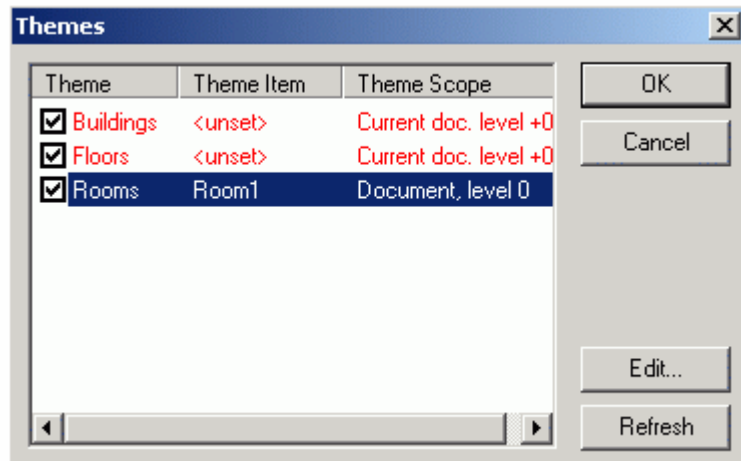 Themes
Theme Theme Item Theme Scope
Buildings <unset> Current doc. level +0
Floors <unset> Current doc. level +0
Rooms Room1 Document, level 0
OK
Cancel
Edit...
Refresh